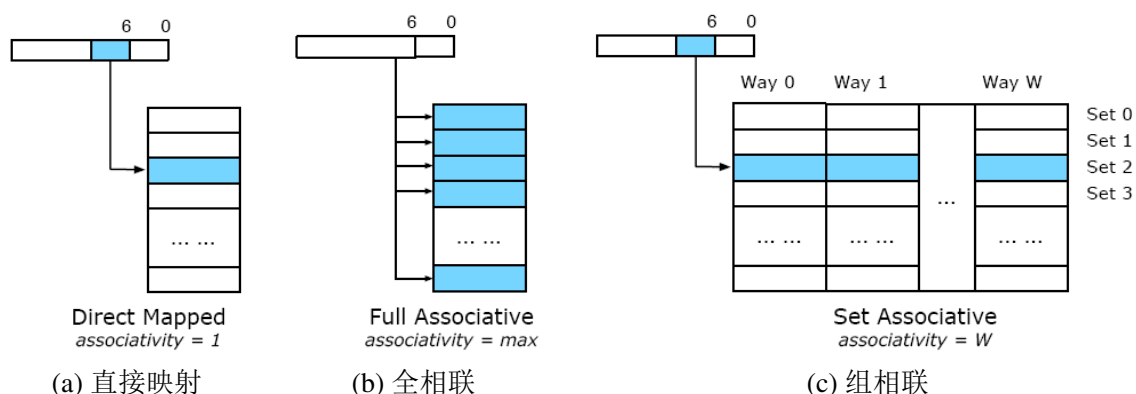 6 0
6 0
6 0
Way 0 Way 1 Way W
Set 0
Set 1
Set 2
Set 3
...
... ... ... ... ... ... ... ... ... ...
Direct Mapped
associativity = 1
Full Associative
associativity = max
Set Associative
associativity = W
(a) 直接映射
(b) 全相联
(c) 组相联